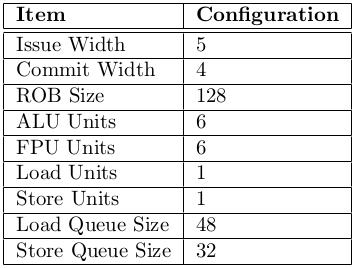 Item Configuration
Issue Width 5
Commit Width 4
ROB Size 128
ALU Units 6
FPU Units 6
Load Units 1
Store Units 1
Load Queue Size 48
Store Queue Size 32